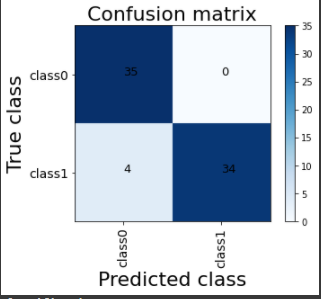 Confusion matrix
True class
class0
35
0
class1
4
34
class0
class1
Predicted class
35
30
25
20
15
10
5
0